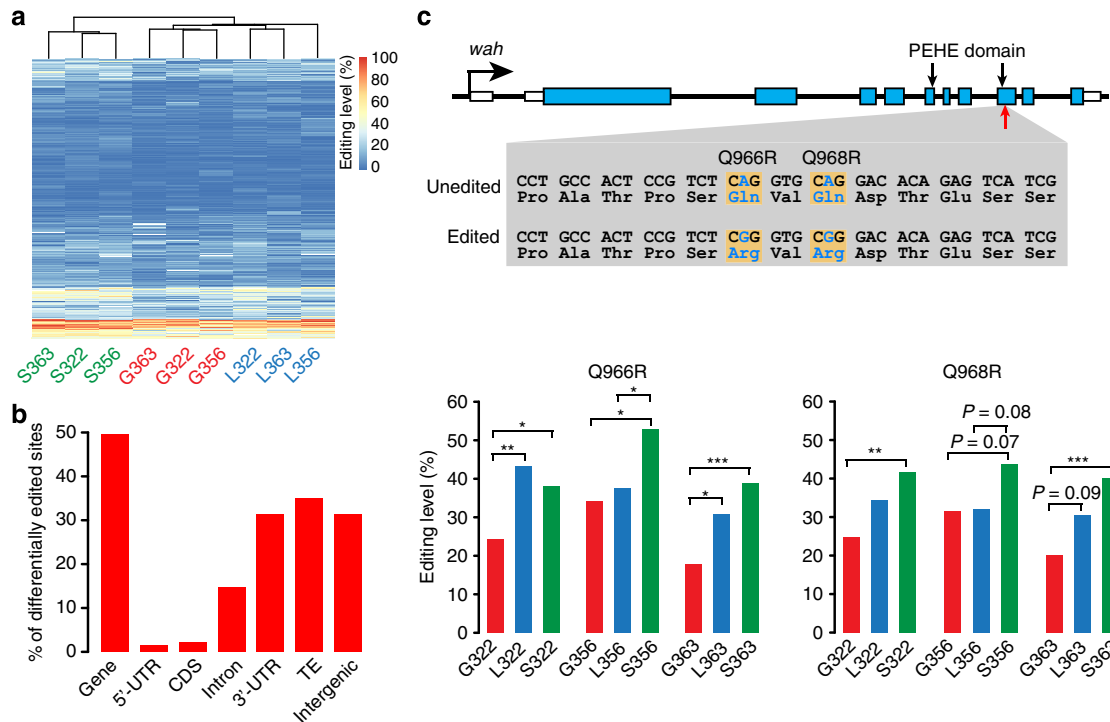 a
100
80
60
40
20
0
Editing level (%)
S363 S322 S356 G363 G322 G356 L322 L363 L356
b
% of differentially edited sites
50
40
30
20
10
0
Gene 5'-UTR CDS Intron 3'-UTR TE Intergenic
c
wah
PEHE domain
Q966R Q968R
Unedited CCT GCC ACT CCG TCT CAG GTG CAG GAC ACA GAG TCA TCG
Pro Ala Thr Pro Ser Gln Val Gln Asp Thr Glu Ser Ser
Edited CCT GCC ACT CCG TCT CGG GTG CGG GAC ACA GAG TCA TCG
Pro Ala Thr Pro Ser Arg Val Arg Asp Thr Glu Ser Ser
Q966R
Editing level (%)
60
50
40
30
20
10
0
* ** * * *** *
G322 L322 S322 G356 L356 S356 G363 L363 S363
Q968R
60
50
40
30
20
10
0
**
P = 0.08
P = 0.07
***
P = 0.09
G322 L322 S322 G356 L356 S356 G363 L363 S363